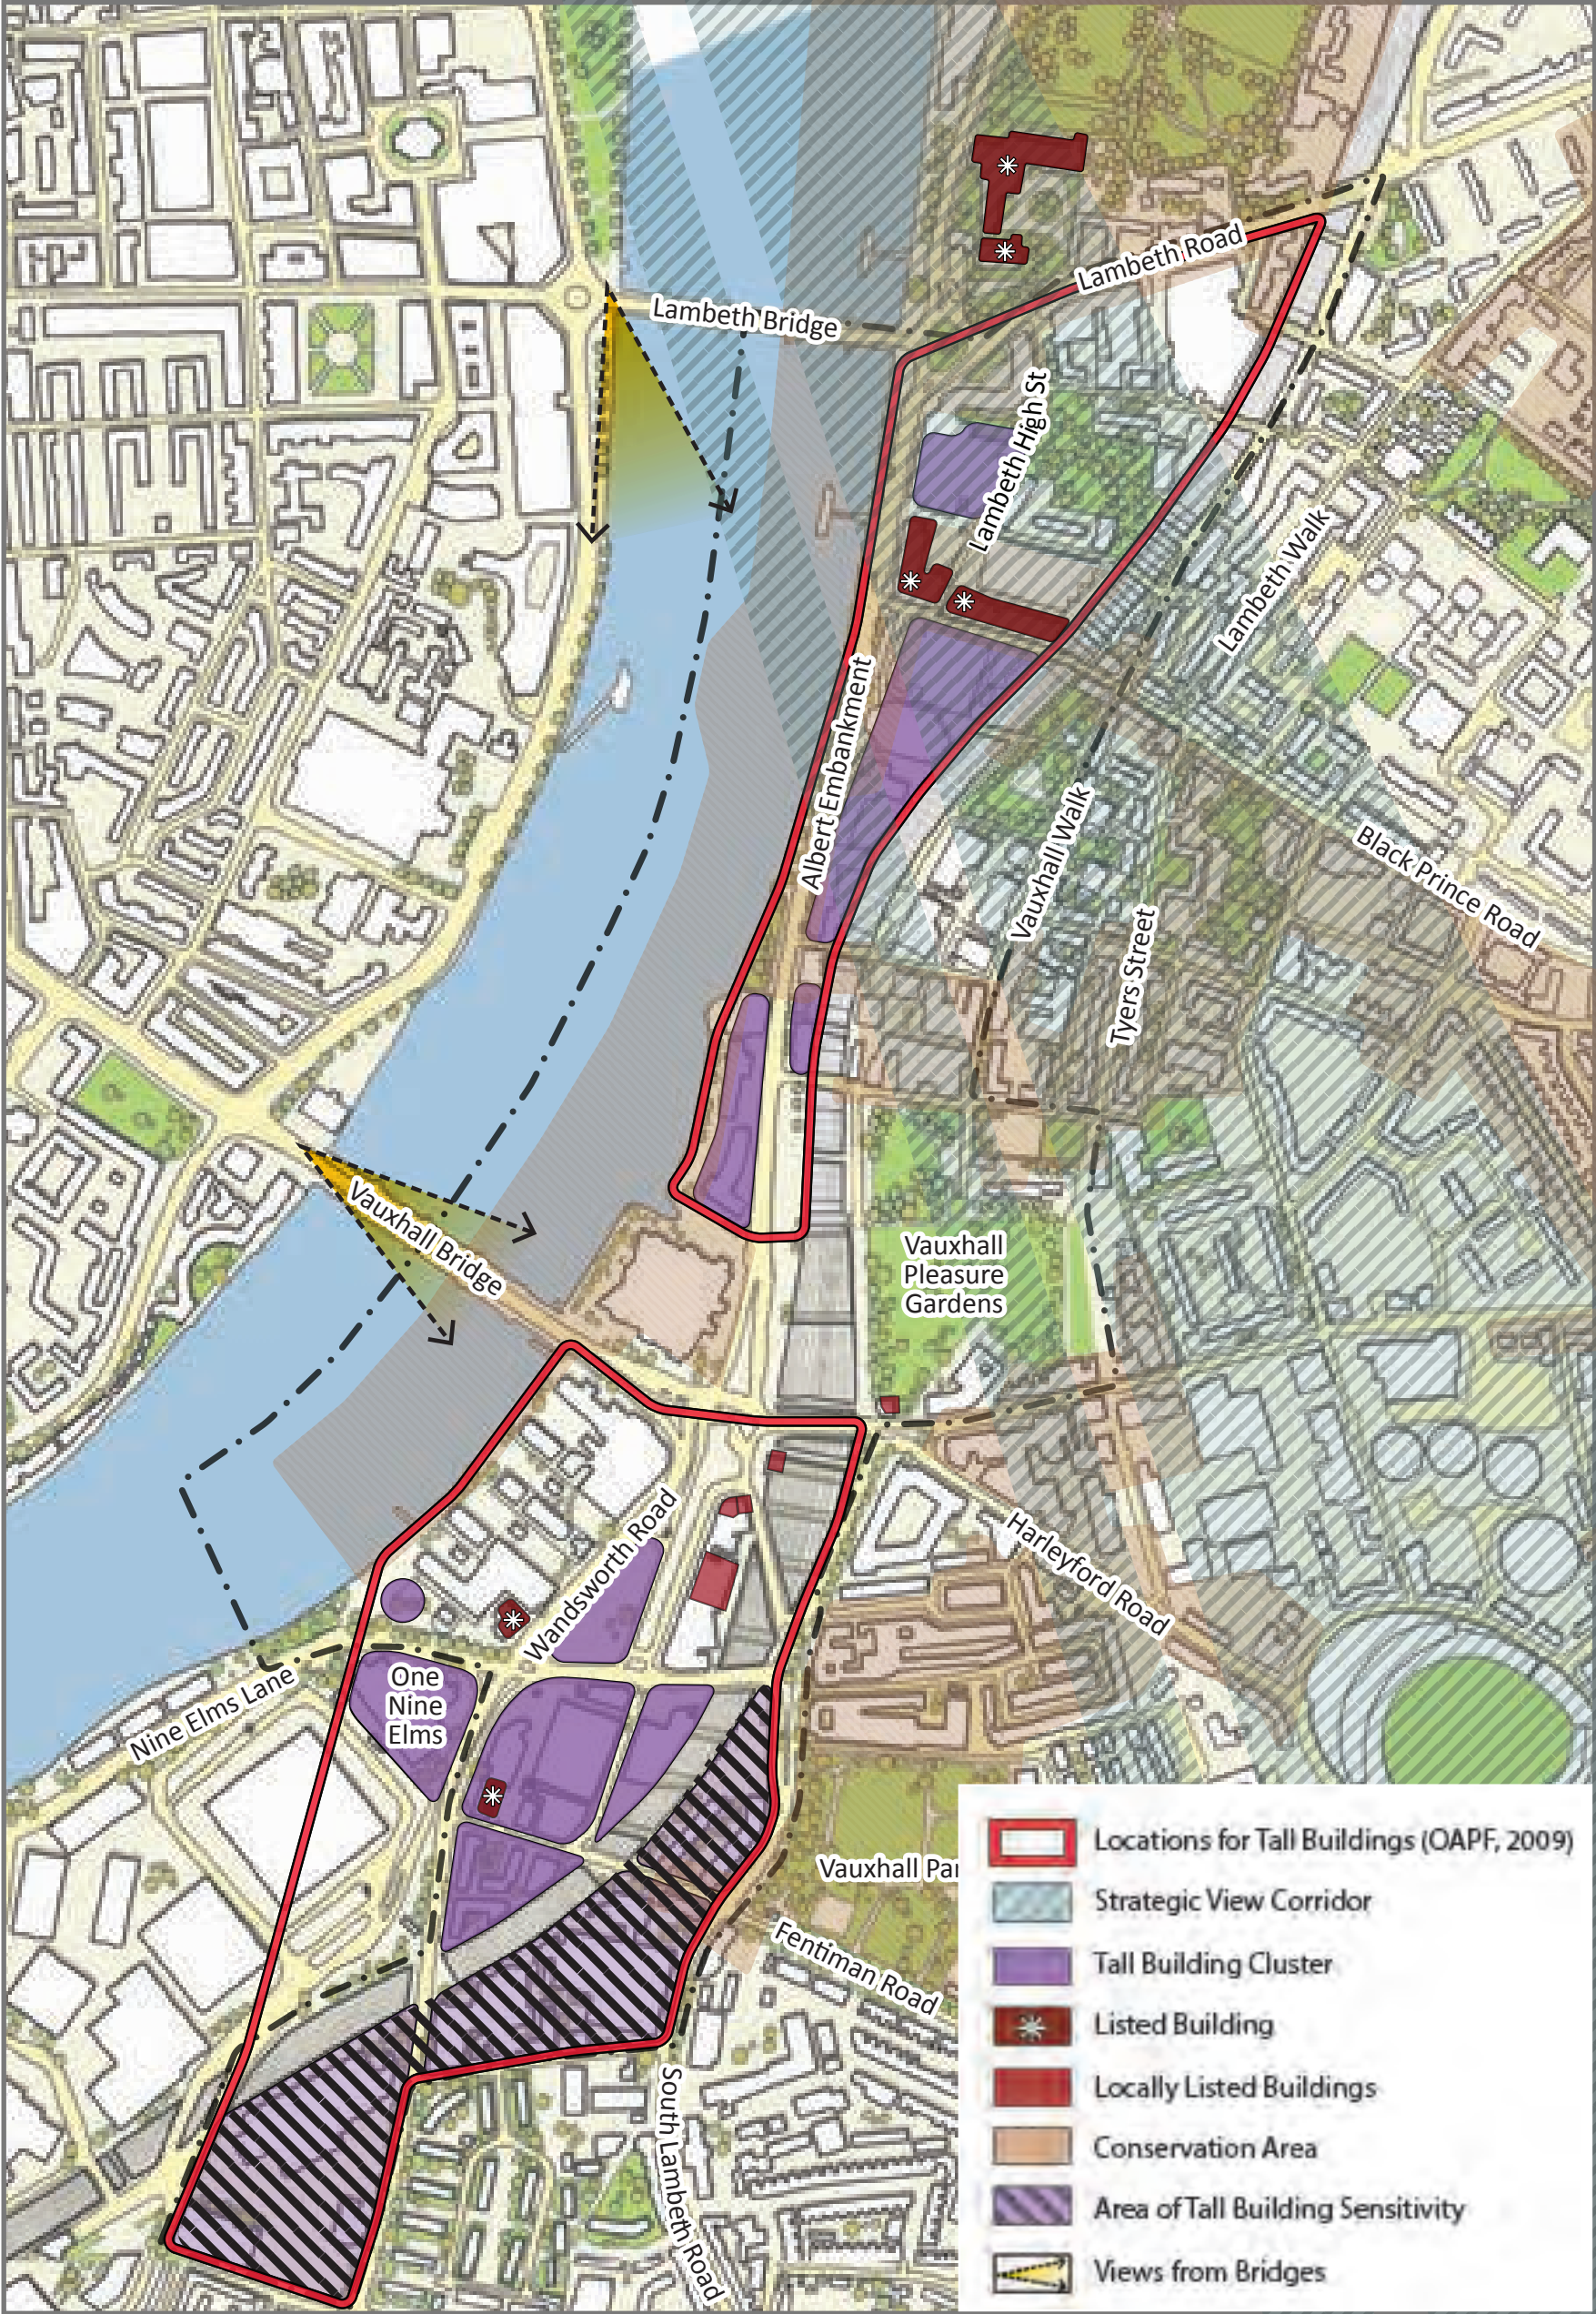 Lambeth Road
Lambeth Bridge
Lambeth High St
Lambeth Walk
Albert Embankment
Vauxhall Walk
Black Prince Road
Tyers Street
Vauxhall Bridge
Vauxhall
Pleasure
Gardens
Wandsworth Road
Harleyford Road
One
Nine
Elms
Nine Elms Lane
Vauxhall Par
Fentiman Road
South Lambeth Road
Locations for Tall Buildings (OAPF, 2009)
Strategic View Corridor
Tall Building Cluster
Listed Building
Locally Listed Buildings
Conservation Area
Area of Tall Building Sensitivity
Views from Bridges